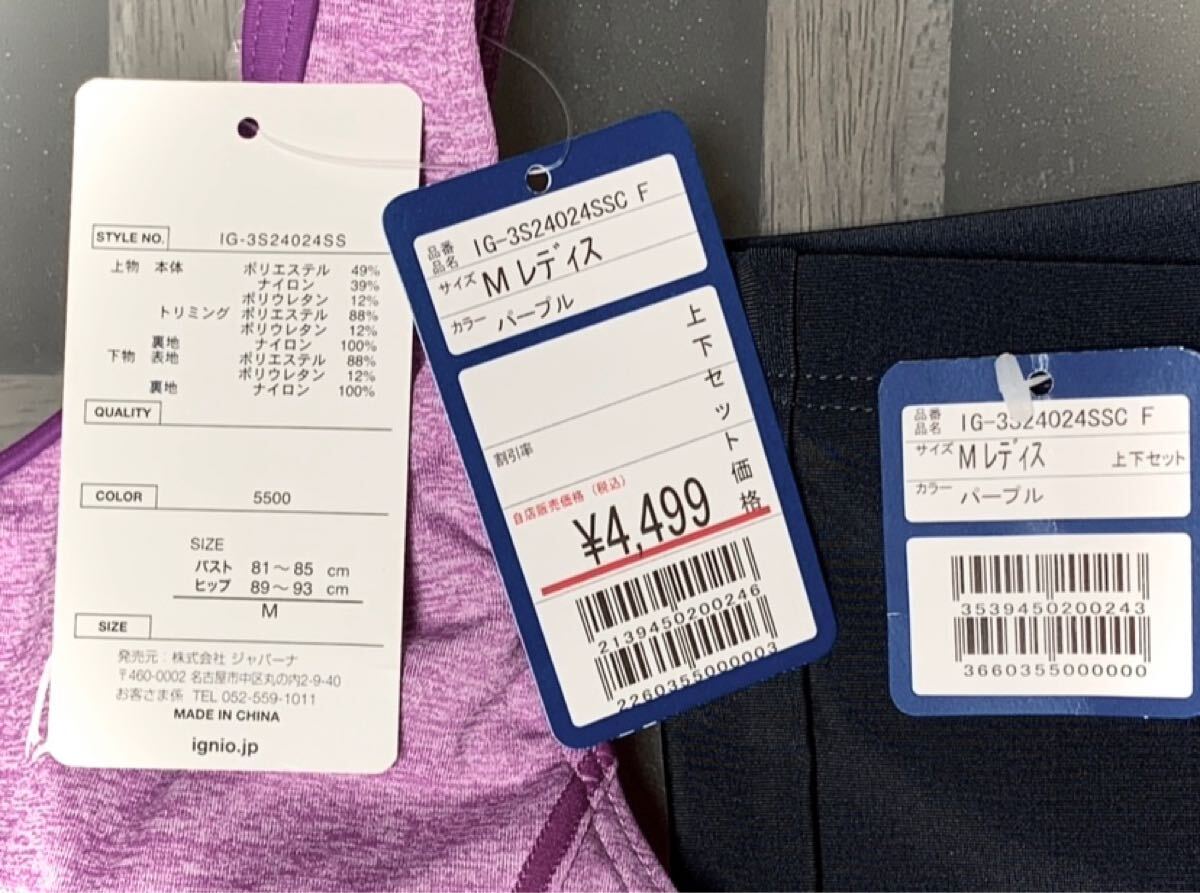 STYLE NO. IG-3S24024SS
上物 本体 ポリエステル 49%
ナイロン 39%
ポリウレタン 12%
トリミング ポリエステル 88%
ポリウレタン 12%
裏地 ナイロン 100%
下物 表地 ポリエステル 88%
ポリウレタン 12%
裏地 ナイロン 100%
QUALITY
COLOR 5500
SIZE
バスト 81～85 cm
ヒップ 89～93 cm
M
SIZE
発売元：株式会社 ジャパーナ
〒460-0002 名古屋市中区丸の内2-9-40
お客さま係 TEL 052-559-1011
MADE IN CHINA
ignio.jp
品番
品名 IG-3S24024SSC F
サイズ M レディス
カラー パープル
上下セット価格
割引率
自店販売価格（税込）
¥4,499
2139450200246
2260355000003
品番
品名 IG-3S24024SSC F
サイズ M レディス 上下セット
カラー パープル
3539450200243
3660355000000